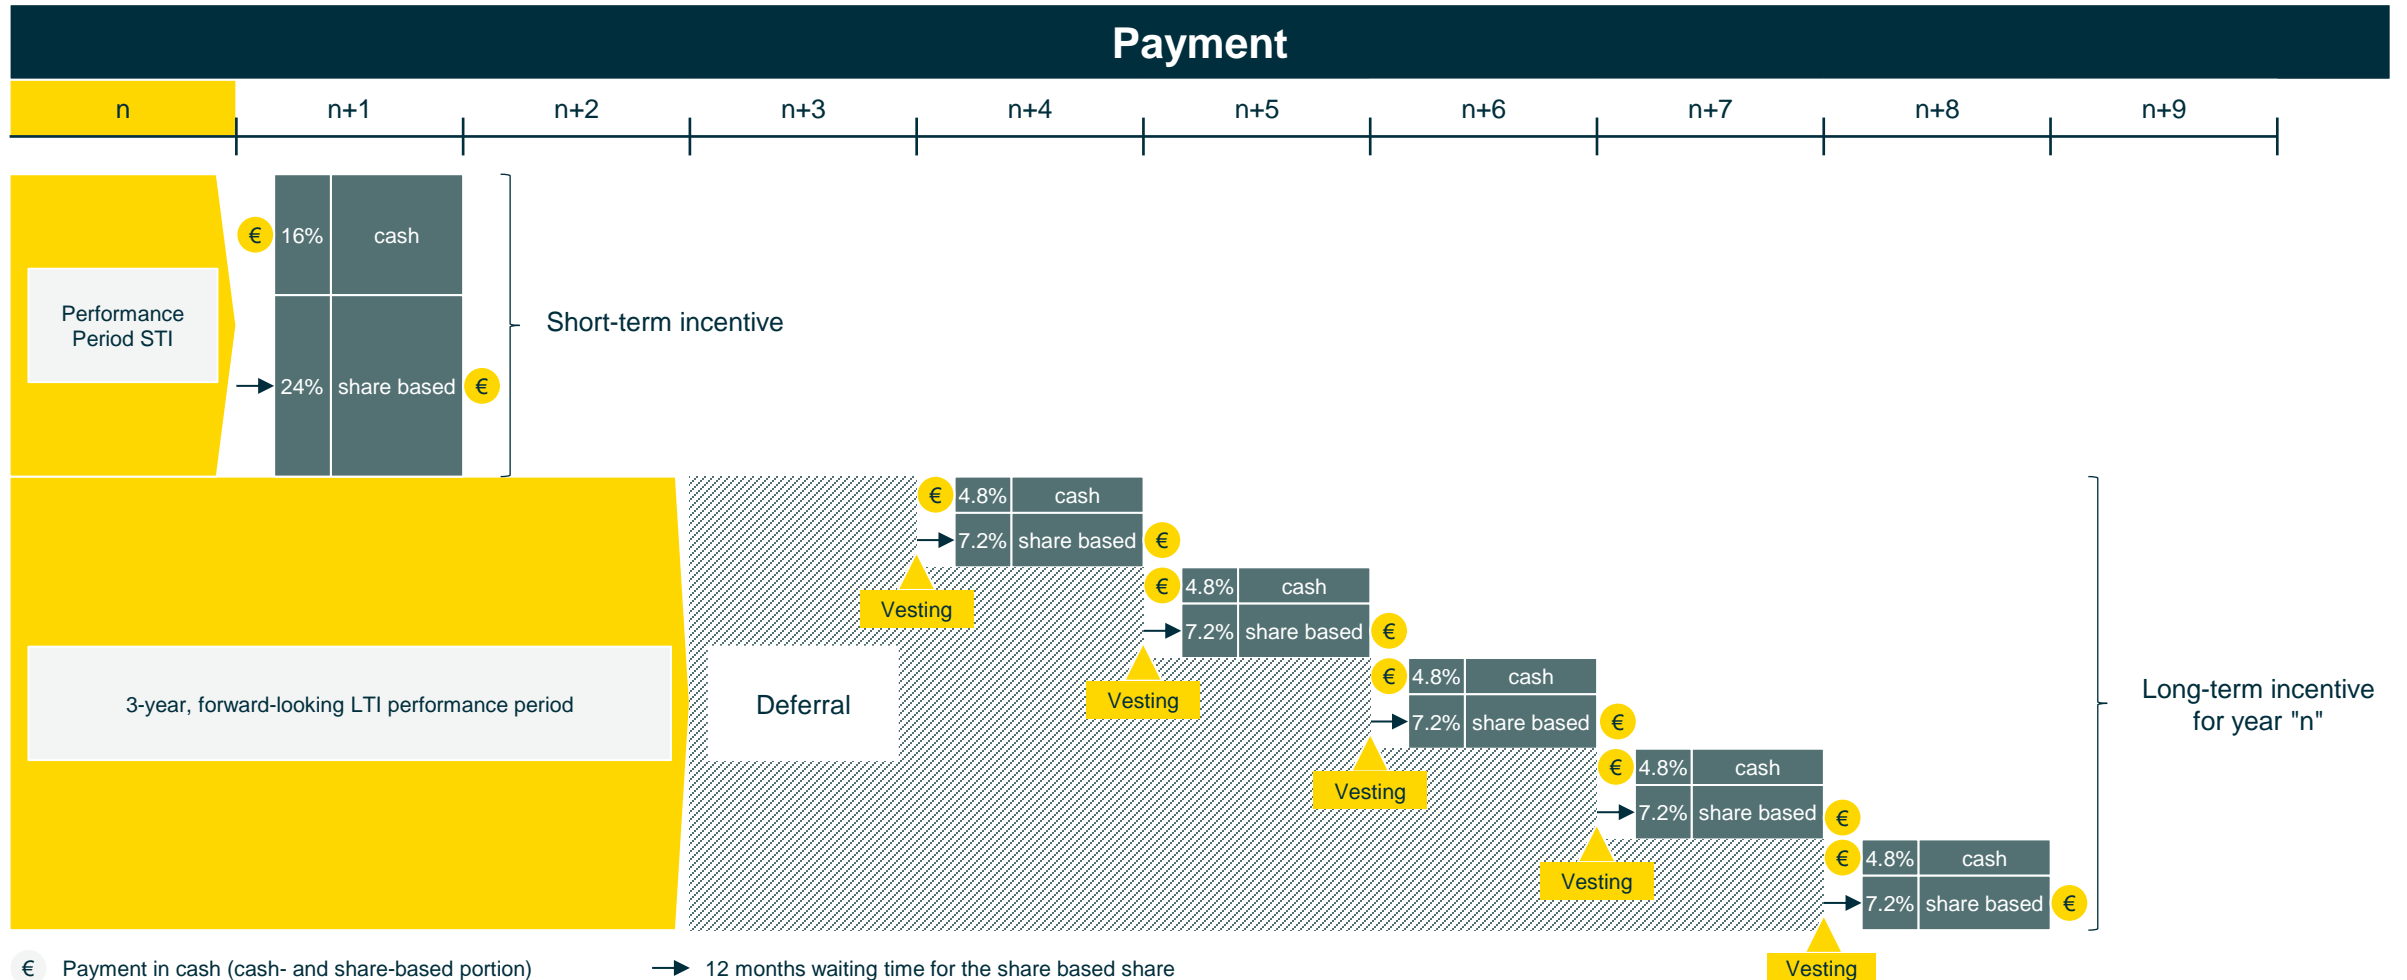 Payment
n
n+1
n+2
n+3
n+4
n+5
n+6
n+7
n+8
n+9
€ 16% cash
Performance
Period STI
Short-term incentive
24% share based €
€ 4.8% cash
7.2% share based €
Vesting
€ 4.8% cash
7.2% share based €
Vesting
€ 4.8% cash
7.2% share based €
Vesting
€ 4.8% cash
7.2% share based €
Vesting
€ 4.8% cash
7.2% share based €
Vesting
3-year, forward-looking LTI performance period
Deferral
Long-term incentive
for year "n"
€ Payment in cash (cash- and share-based portion)
12 months waiting time for the share based share